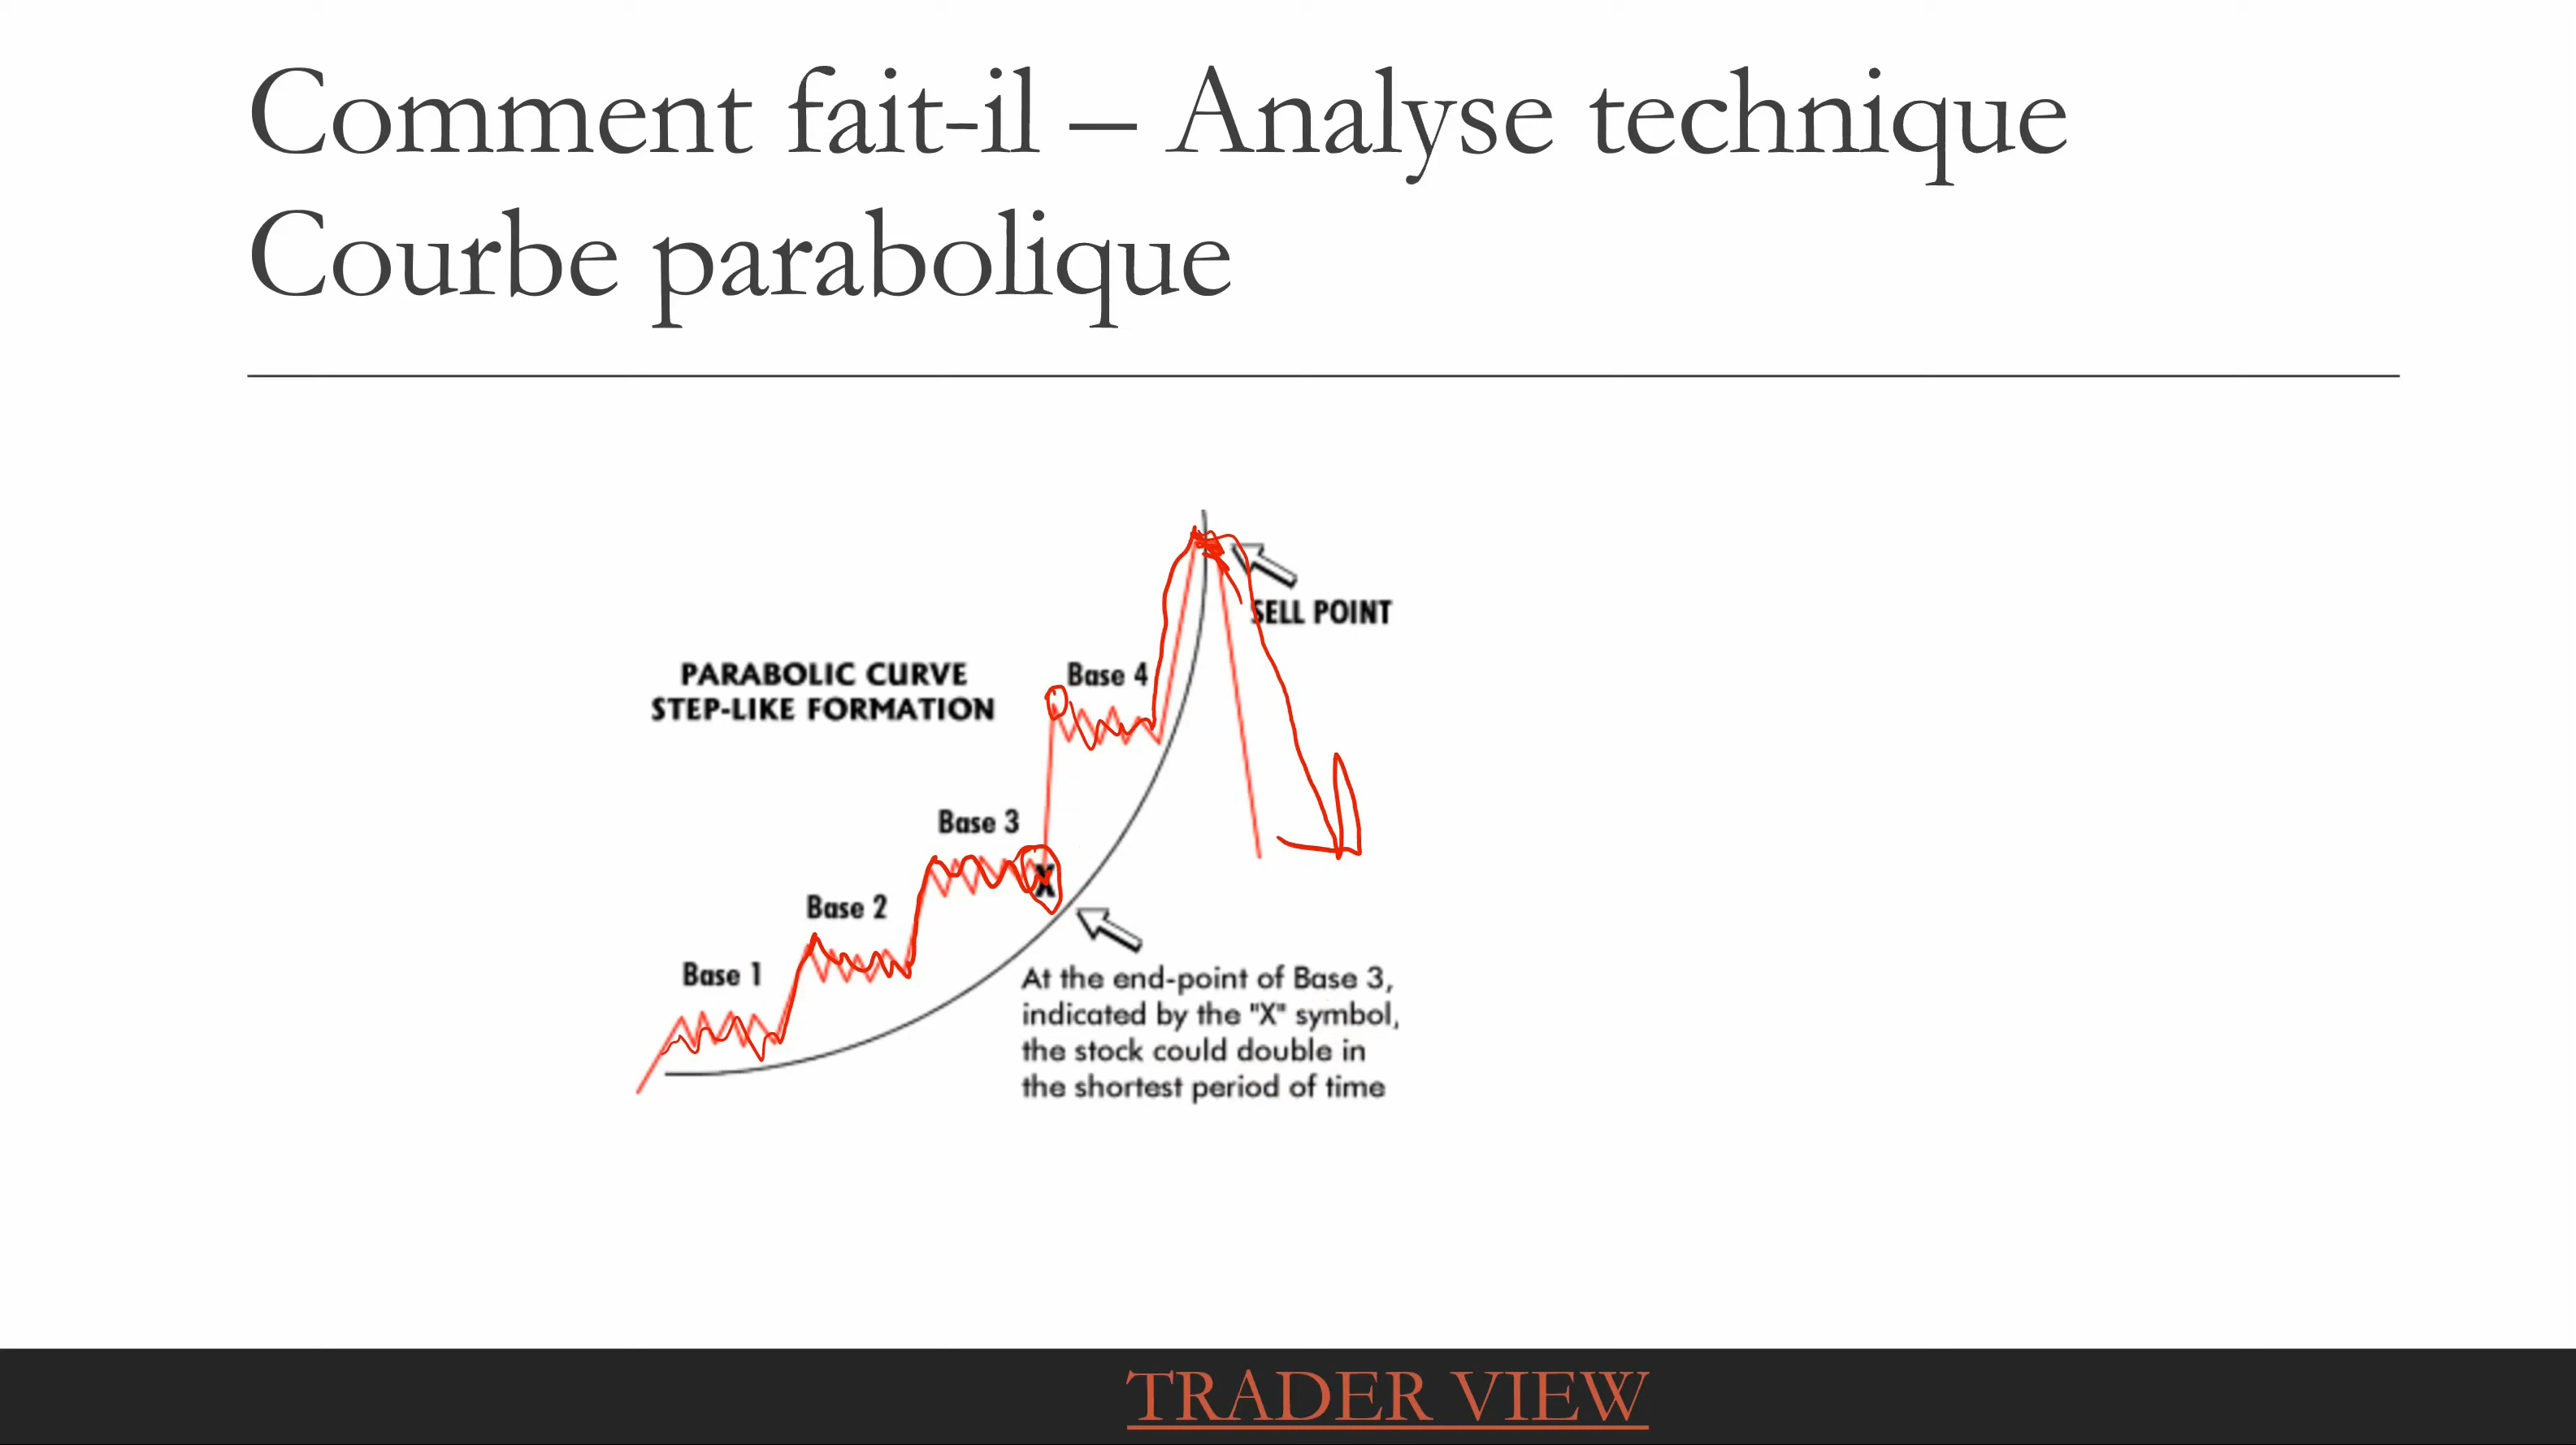 Comment fait-il – Analyse technique
Courbe parabolique
SELL POINT
PARABOLIC CURVE
STEP-LIKE FORMATION
Base 4
Base 3
X
Base 2
Base 1
At the end-point of Base 3,
indicated by the "X" symbol,
the stock could double in
the shortest period of time
TRADER VIEW